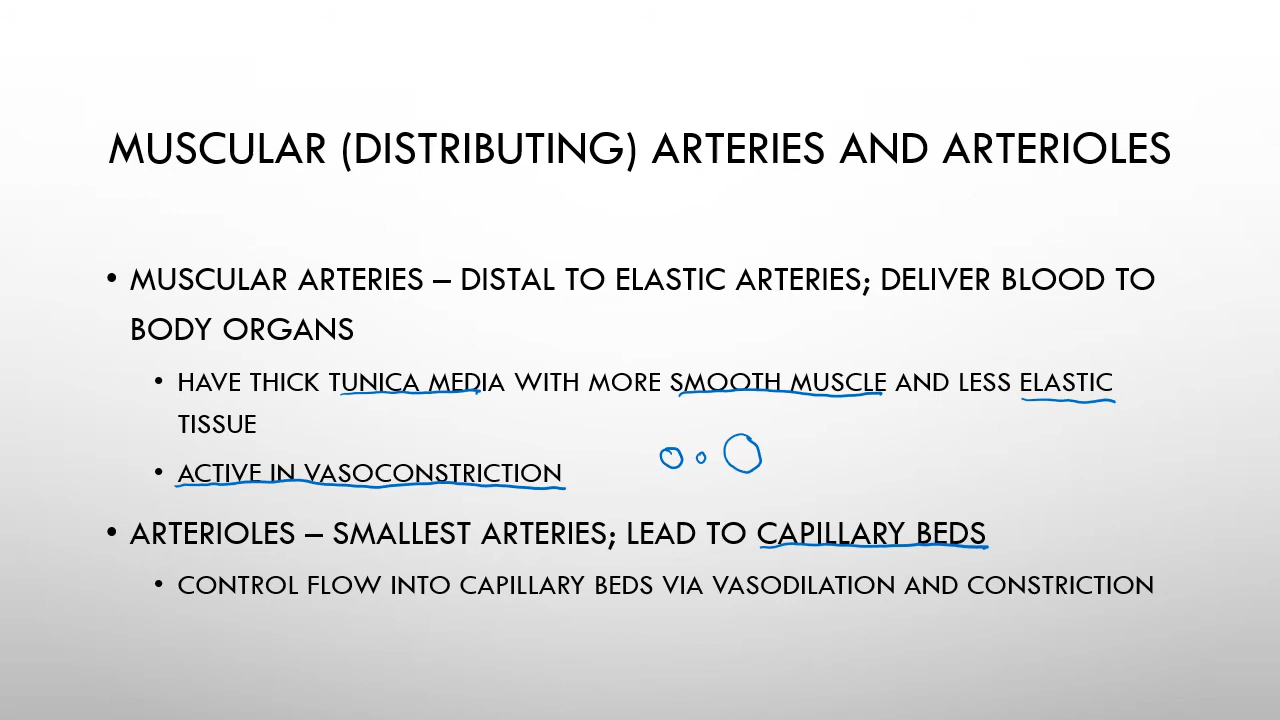 MUSCULAR (DISTRIBUTING) ARTERIES AND ARTERIOLES
• MUSCULAR ARTERIES – DISTAL TO ELASTIC ARTERIES; DELIVER BLOOD TO
BODY ORGANS
• HAVE THICK TUNICA MEDIA WITH MORE SMOOTH MUSCLE AND LESS ELASTIC
TISSUE
• ACTIVE IN VASOCONSTRICTION
• ARTERIOLES – SMALLEST ARTERIES; LEAD TO CAPILLARY BEDS
• CONTROL FLOW INTO CAPILLARY BEDS VIA VASODILATION AND CONSTRICTION